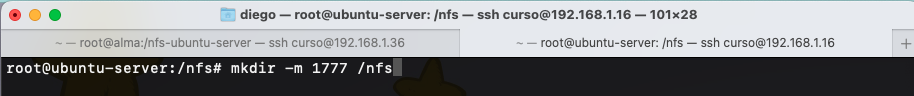 diego — root@ubuntu-server: /nfs — ssh curso@192.168.1.16 — 101×28
~ — root@alma:/nfs-ubuntu-server — ssh curso@192.168.1.36
~ — root@ubuntu-server: /nfs — ssh curso@192.168.1.16
+
root@ubuntu-server:/nfs# mkdir -m 1777 /nfs